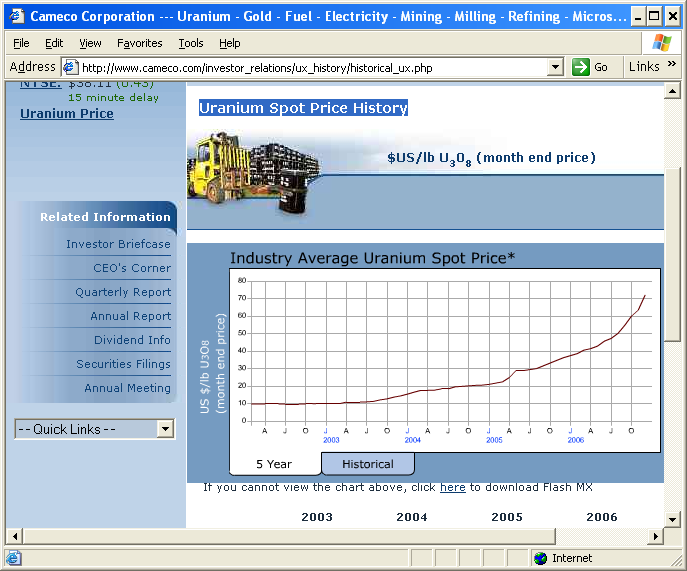 Cameco Corporation --- Uranium - Gold - Fuel - Electricity - Mining - Milling - Refining - Micros...
File Edit View Favorites Tools Help
Address http://www.cameco.com/investor_relations/ux_history/historical_ux.php Go Links »
NYSE: $38.11 (0.43)
15 minute delay
Uranium Price
Related Information
Investor Briefcase
CEO's Corner
Quarterly Report
Annual Report
Dividend Info
Securities Filings
Annual Meeting
-- Quick Links --
Uranium Spot Price History
$US/lb U3O8 (month end price)
Industry Average Uranium Spot Price*
US $/lb U3O8
(month end price)
80
70
60
50
40
30
20
10
0
A J O J A J O J A J O J A J O J A J O
2003 2004 2005 2006
5 Year Historical
If you cannot view the chart above, click here to download Flash MX
2003 2004 2005 2006
Internet